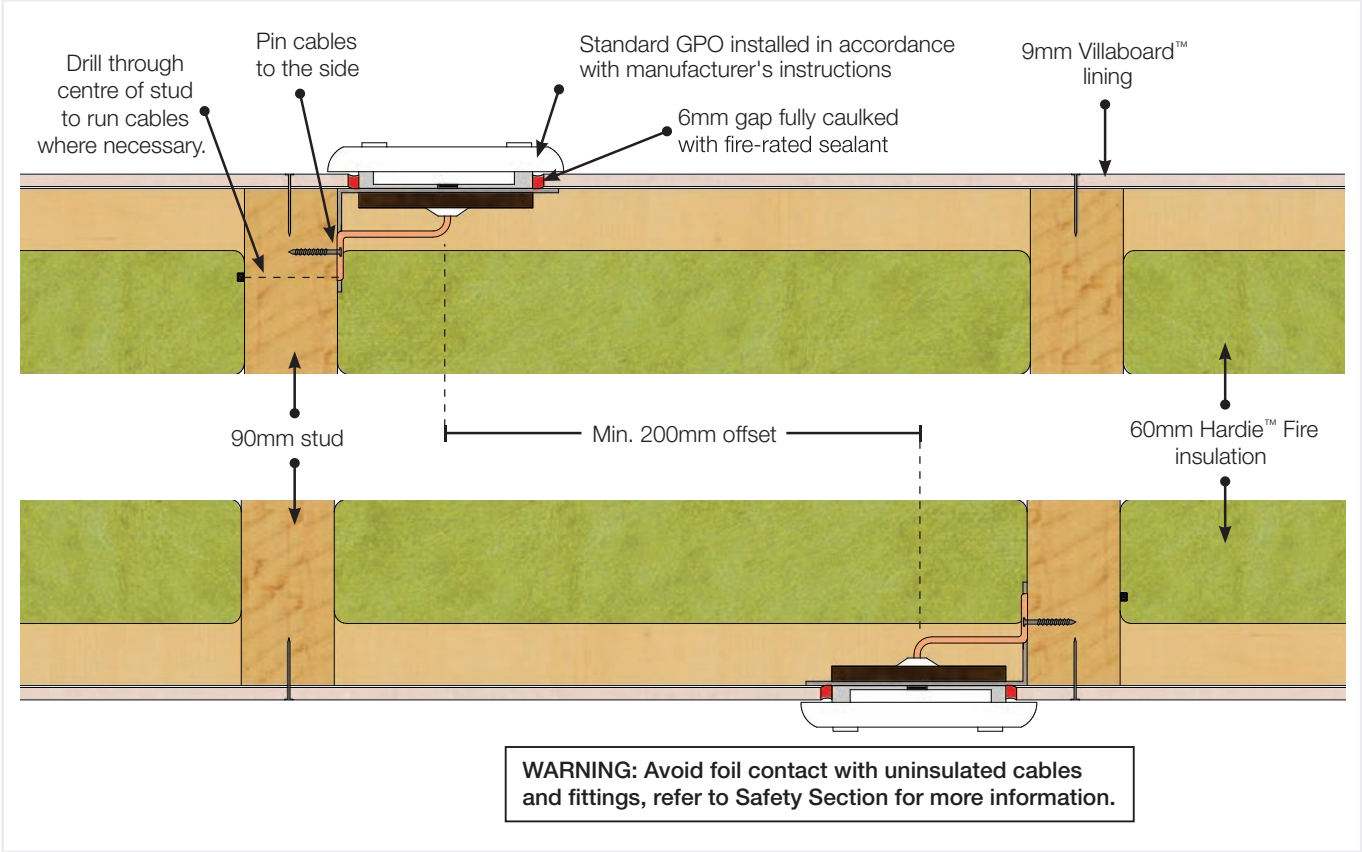 Drill through
centre of stud
to run cables
where necessary.
Pin cables
to the side
Standard GPO installed in accordance
with manufacturer's instructions
6mm gap fully caulked
with fire-rated sealant
9mm Villaboard™
lining
90mm stud
Min. 200mm offset
60mm Hardie™ Fire
insulation
WARNING: Avoid foil contact with uninsulated cables
and fittings, refer to Safety Section for more information.